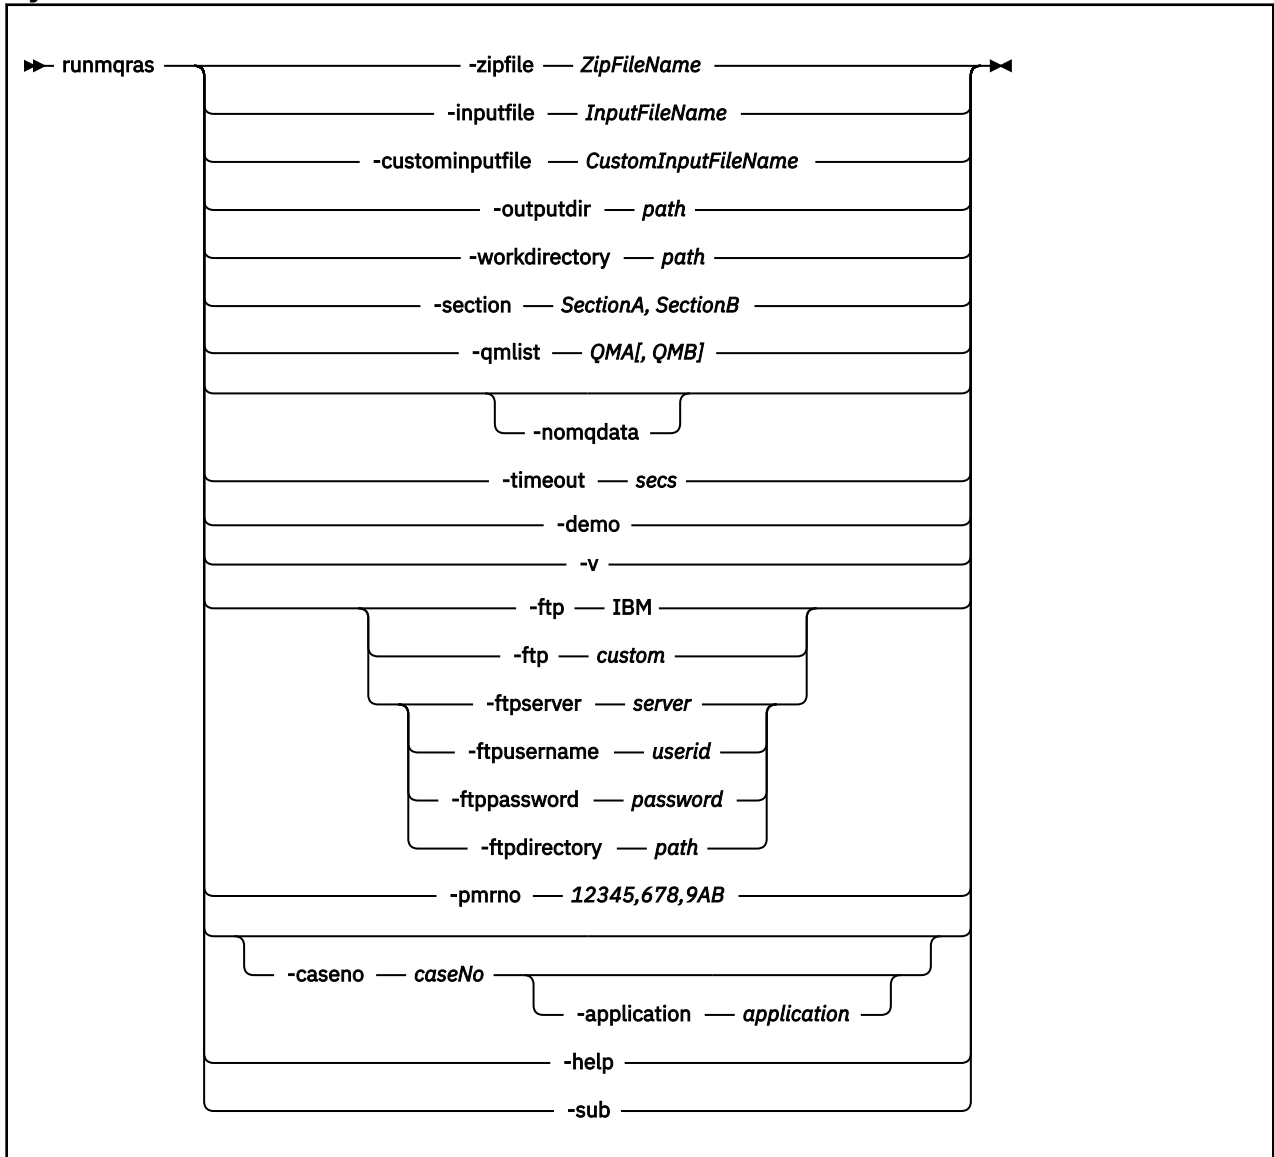 runmqras -zipfile ZipFileName
-inputfile InputFileName
-custominputfile CustomInputFileName
-outputdir path
-workdirectory path
-section SectionA, SectionB
-qmlist QMA[, QMB]
-nomqdata
-timeout secs
-demo
-v
-ftp IBM
-ftp custom
-ftpserver server
-ftpusername userid
-ftppassword password
-ftpdirectory path
-pmrno 12345,678,9AB
-caseno caseNo
-application application
-help
-sub